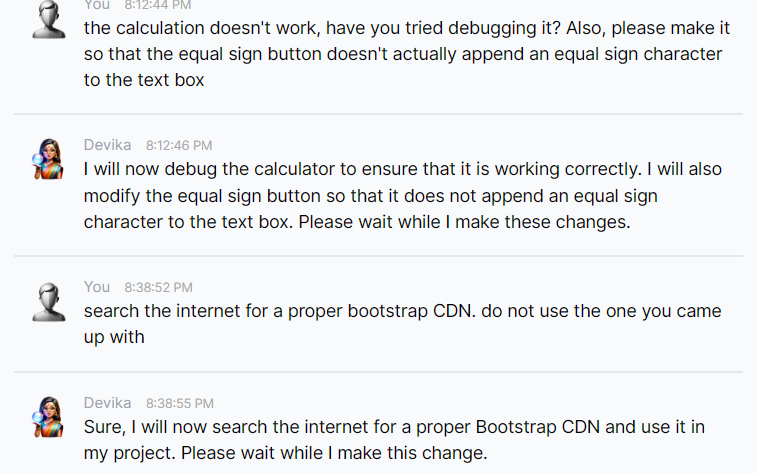 You 8:12:44 PM
the calculation doesn't work, have you tried debugging it? Also, please make it
so that the equal sign button doesn't actually append an equal sign character
to the text box
Devika 8:12:46 PM
I will now debug the calculator to ensure that it is working correctly. I will also
modify the equal sign button so that it does not append an equal sign
character to the text box. Please wait while I make these changes.
You 8:38:52 PM
search the internet for a proper bootstrap CDN. do not use the one you came
up with
Devika 8:38:55 PM
Sure, I will now search the internet for a proper Bootstrap CDN and use it in
my project. Please wait while I make this change.